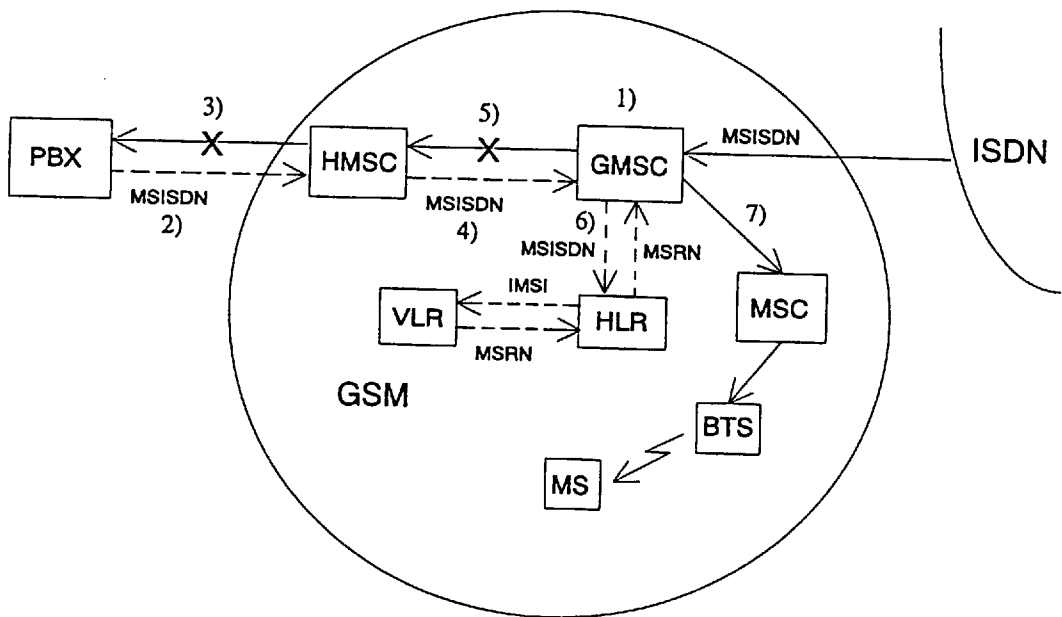 1)
3)
5)
MSISDN
ISDN
PBX
HMSC
GMSC
MSISDN
2)
MSISDN
4)
6)
MSISDN
MSRN
7)
IMSI
VLR
HLR
MSC
MSRN
GSM
BTS
MS